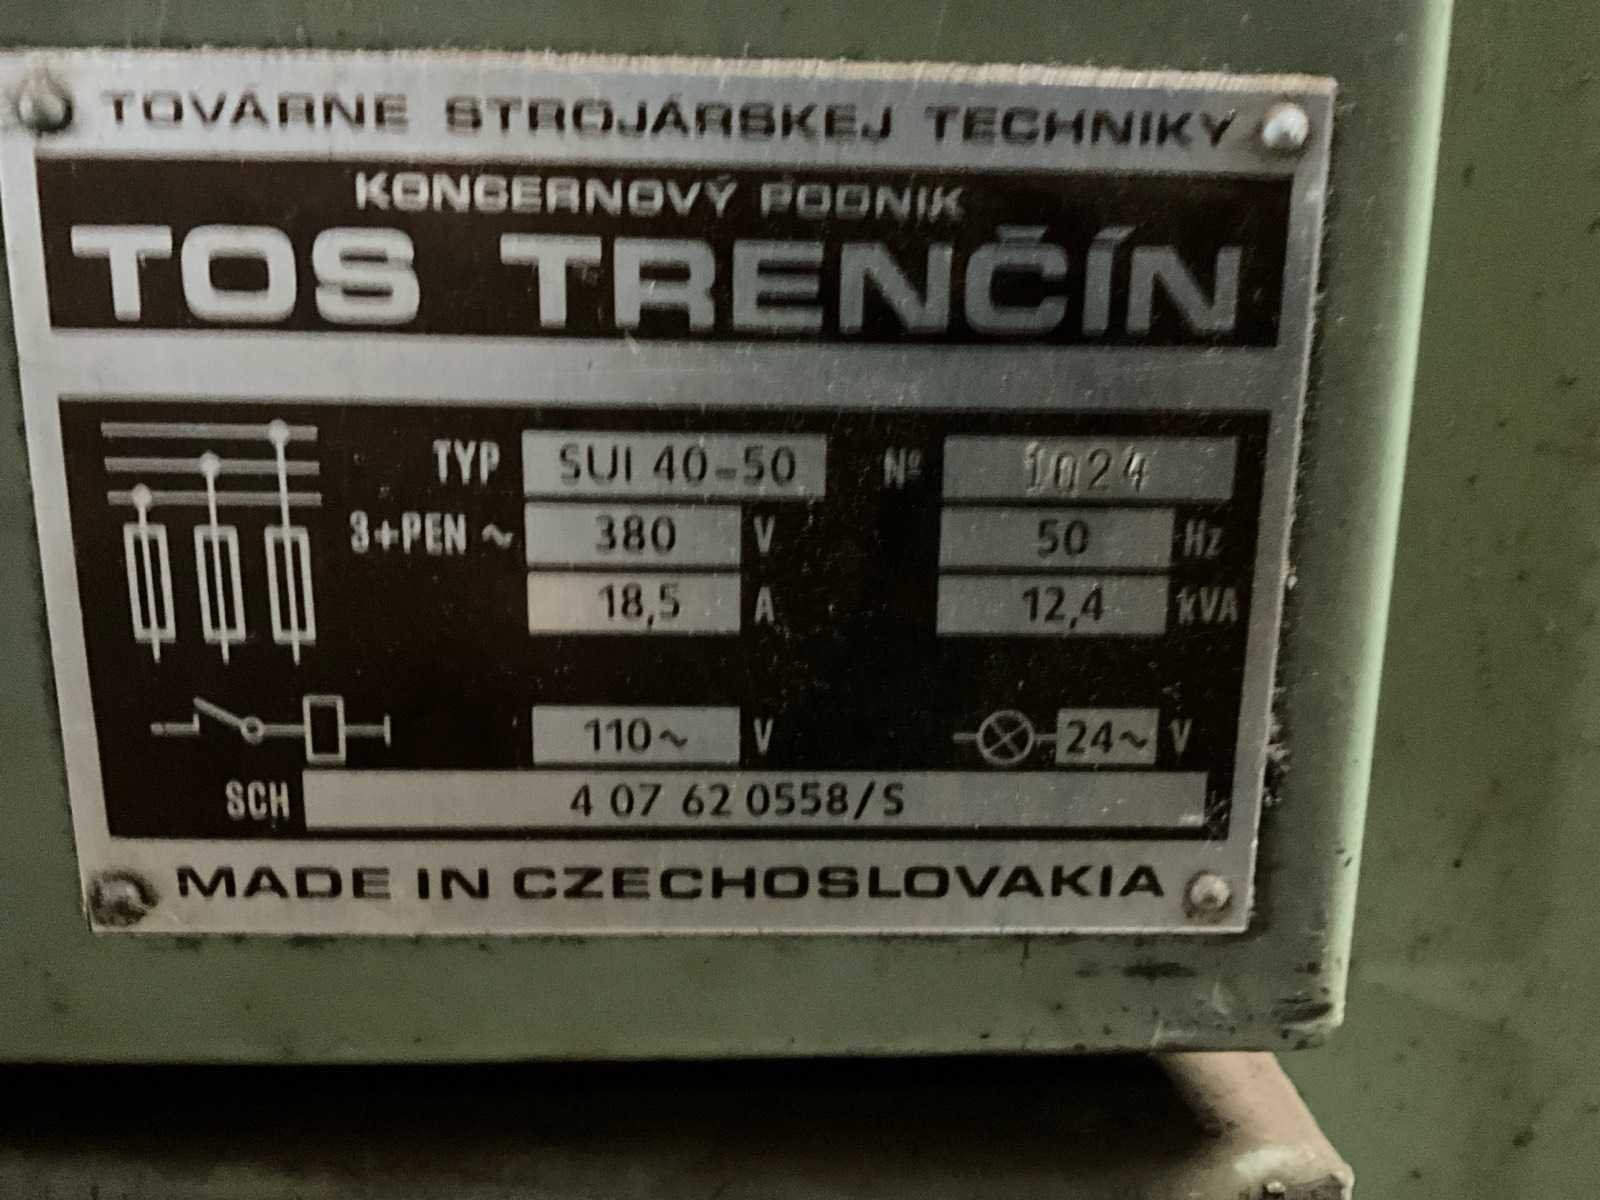 TOVÁRNE STROJÁRSKEJ TECHNIKY
KONCERNOVÝ PODNIK
TOS TRENČÍN
TYP SUI 40-50 Nº 1024
3+PEN ~ 380 V 50 Hz
18,5 A 12,4 kVA
110~ V 24~ V
SCH 4 07 62 0558/S
MADE IN CZECHOSLOVAKIA